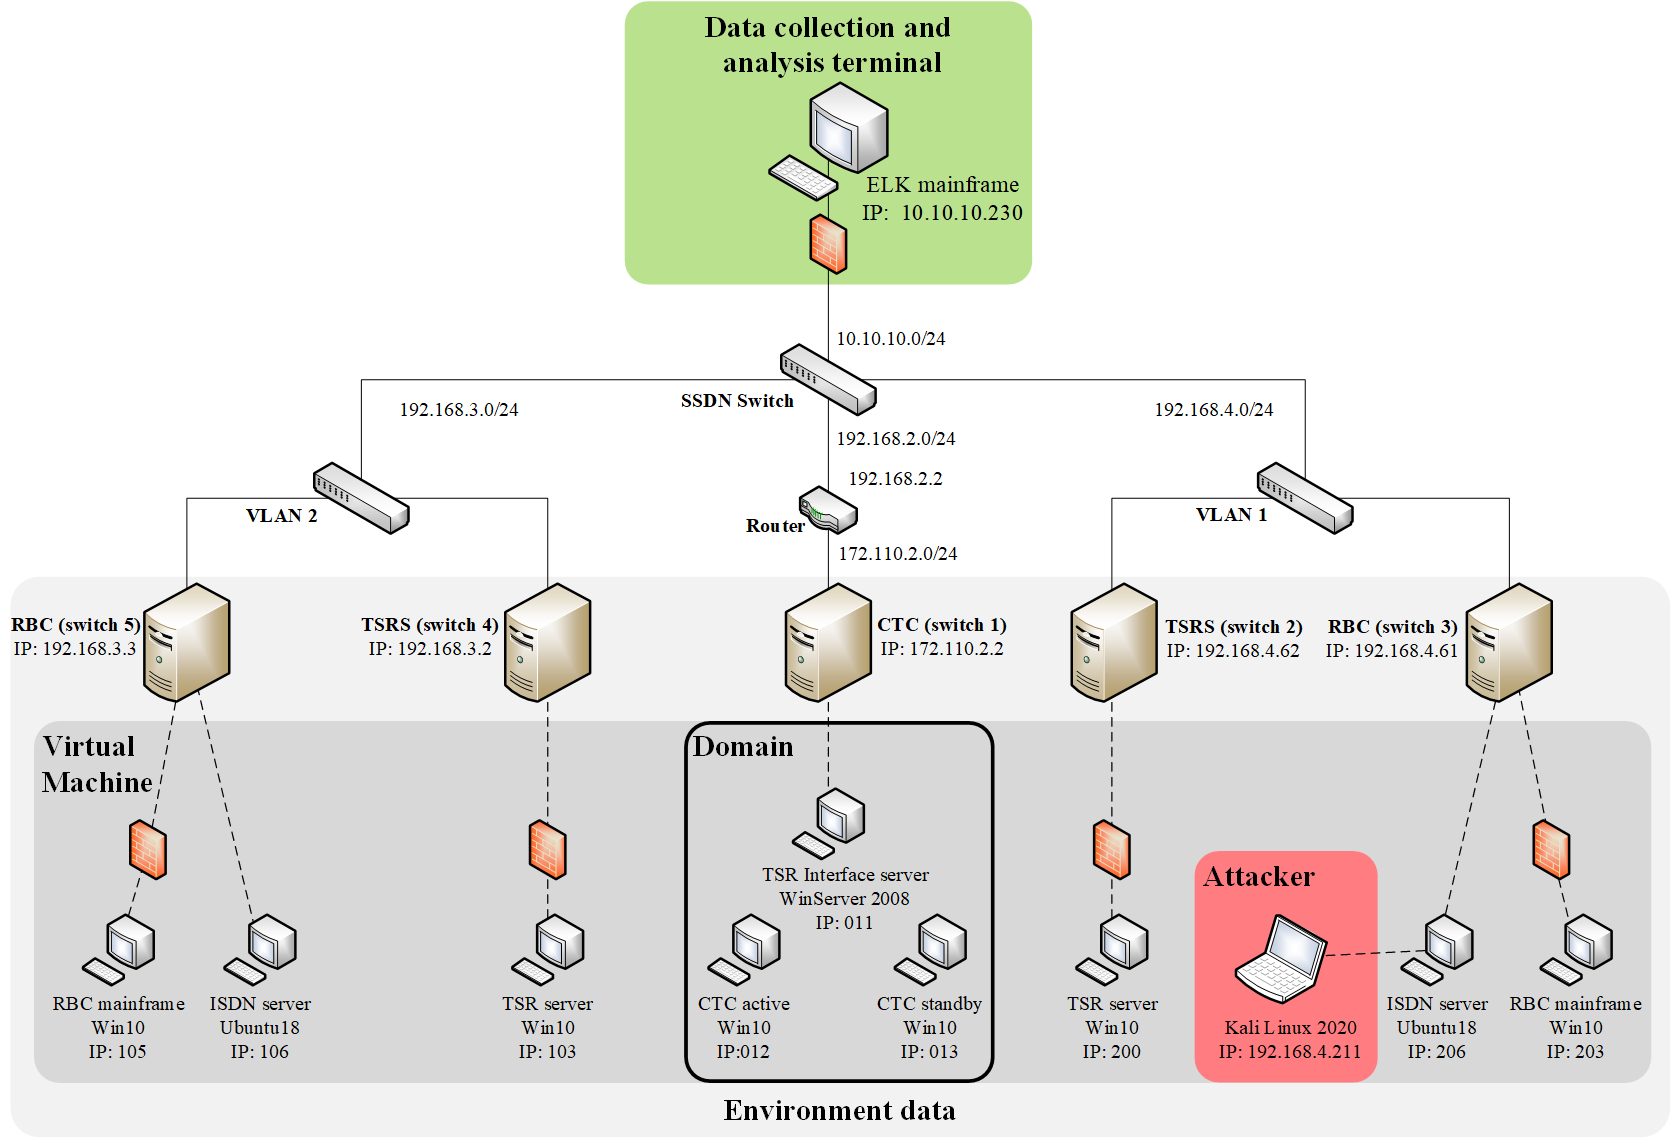 Data collection and
analysis terminal
ELK mainframe
IP: 10.10.10.230
10.10.10.0/24
SSDN Switch
192.168.3.0/24
192.168.4.0/24
192.168.2.0/24
192.168.2.2
VLAN 2
Router
VLAN 1
172.110.2.0/24
RBC (switch 5)
IP: 192.168.3.3
TSRS (switch 4)
IP: 192.168.3.2
CTC (switch 1)
IP: 172.110.2.2
TSRS (switch 2)
IP: 192.168.4.62
RBC (switch 3)
IP: 192.168.4.61
Virtual
Machine
Domain
TSR Interface server
WinServer 2008
IP: 011
Attacker
RBC mainframe
Win10
IP: 105
ISDN server
Ubuntu18
IP: 106
TSR server
Win10
IP: 103
CTC active
Win10
IP:012
CTC standby
Win10
IP: 013
TSR server
Win10
IP: 200
Kali Linux 2020
IP: 192.168.4.211
ISDN server
Ubuntu18
IP: 206
RBC mainframe
Win10
IP: 203
Environment data